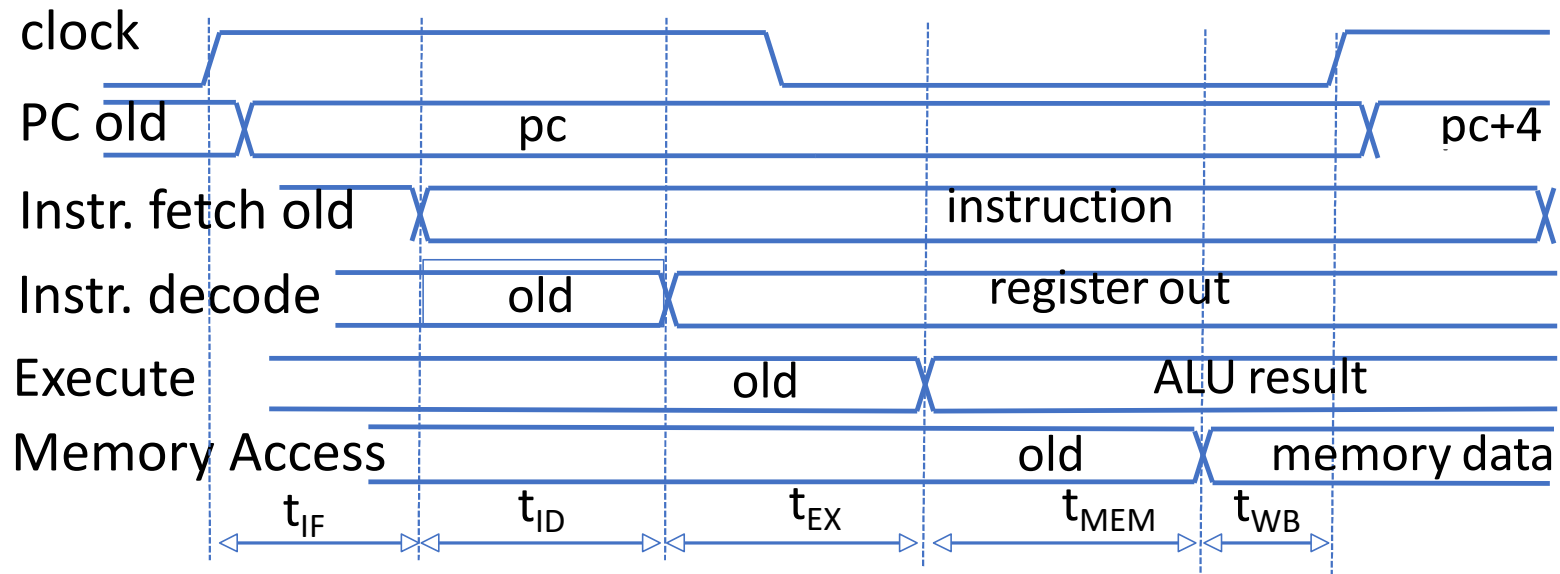 clock
PC old pc pc+4
Instr. fetch old instruction
Instr. decode old register out
Execute old ALU result
Memory Access old memory data
tIF tID tEX tMEM tWB